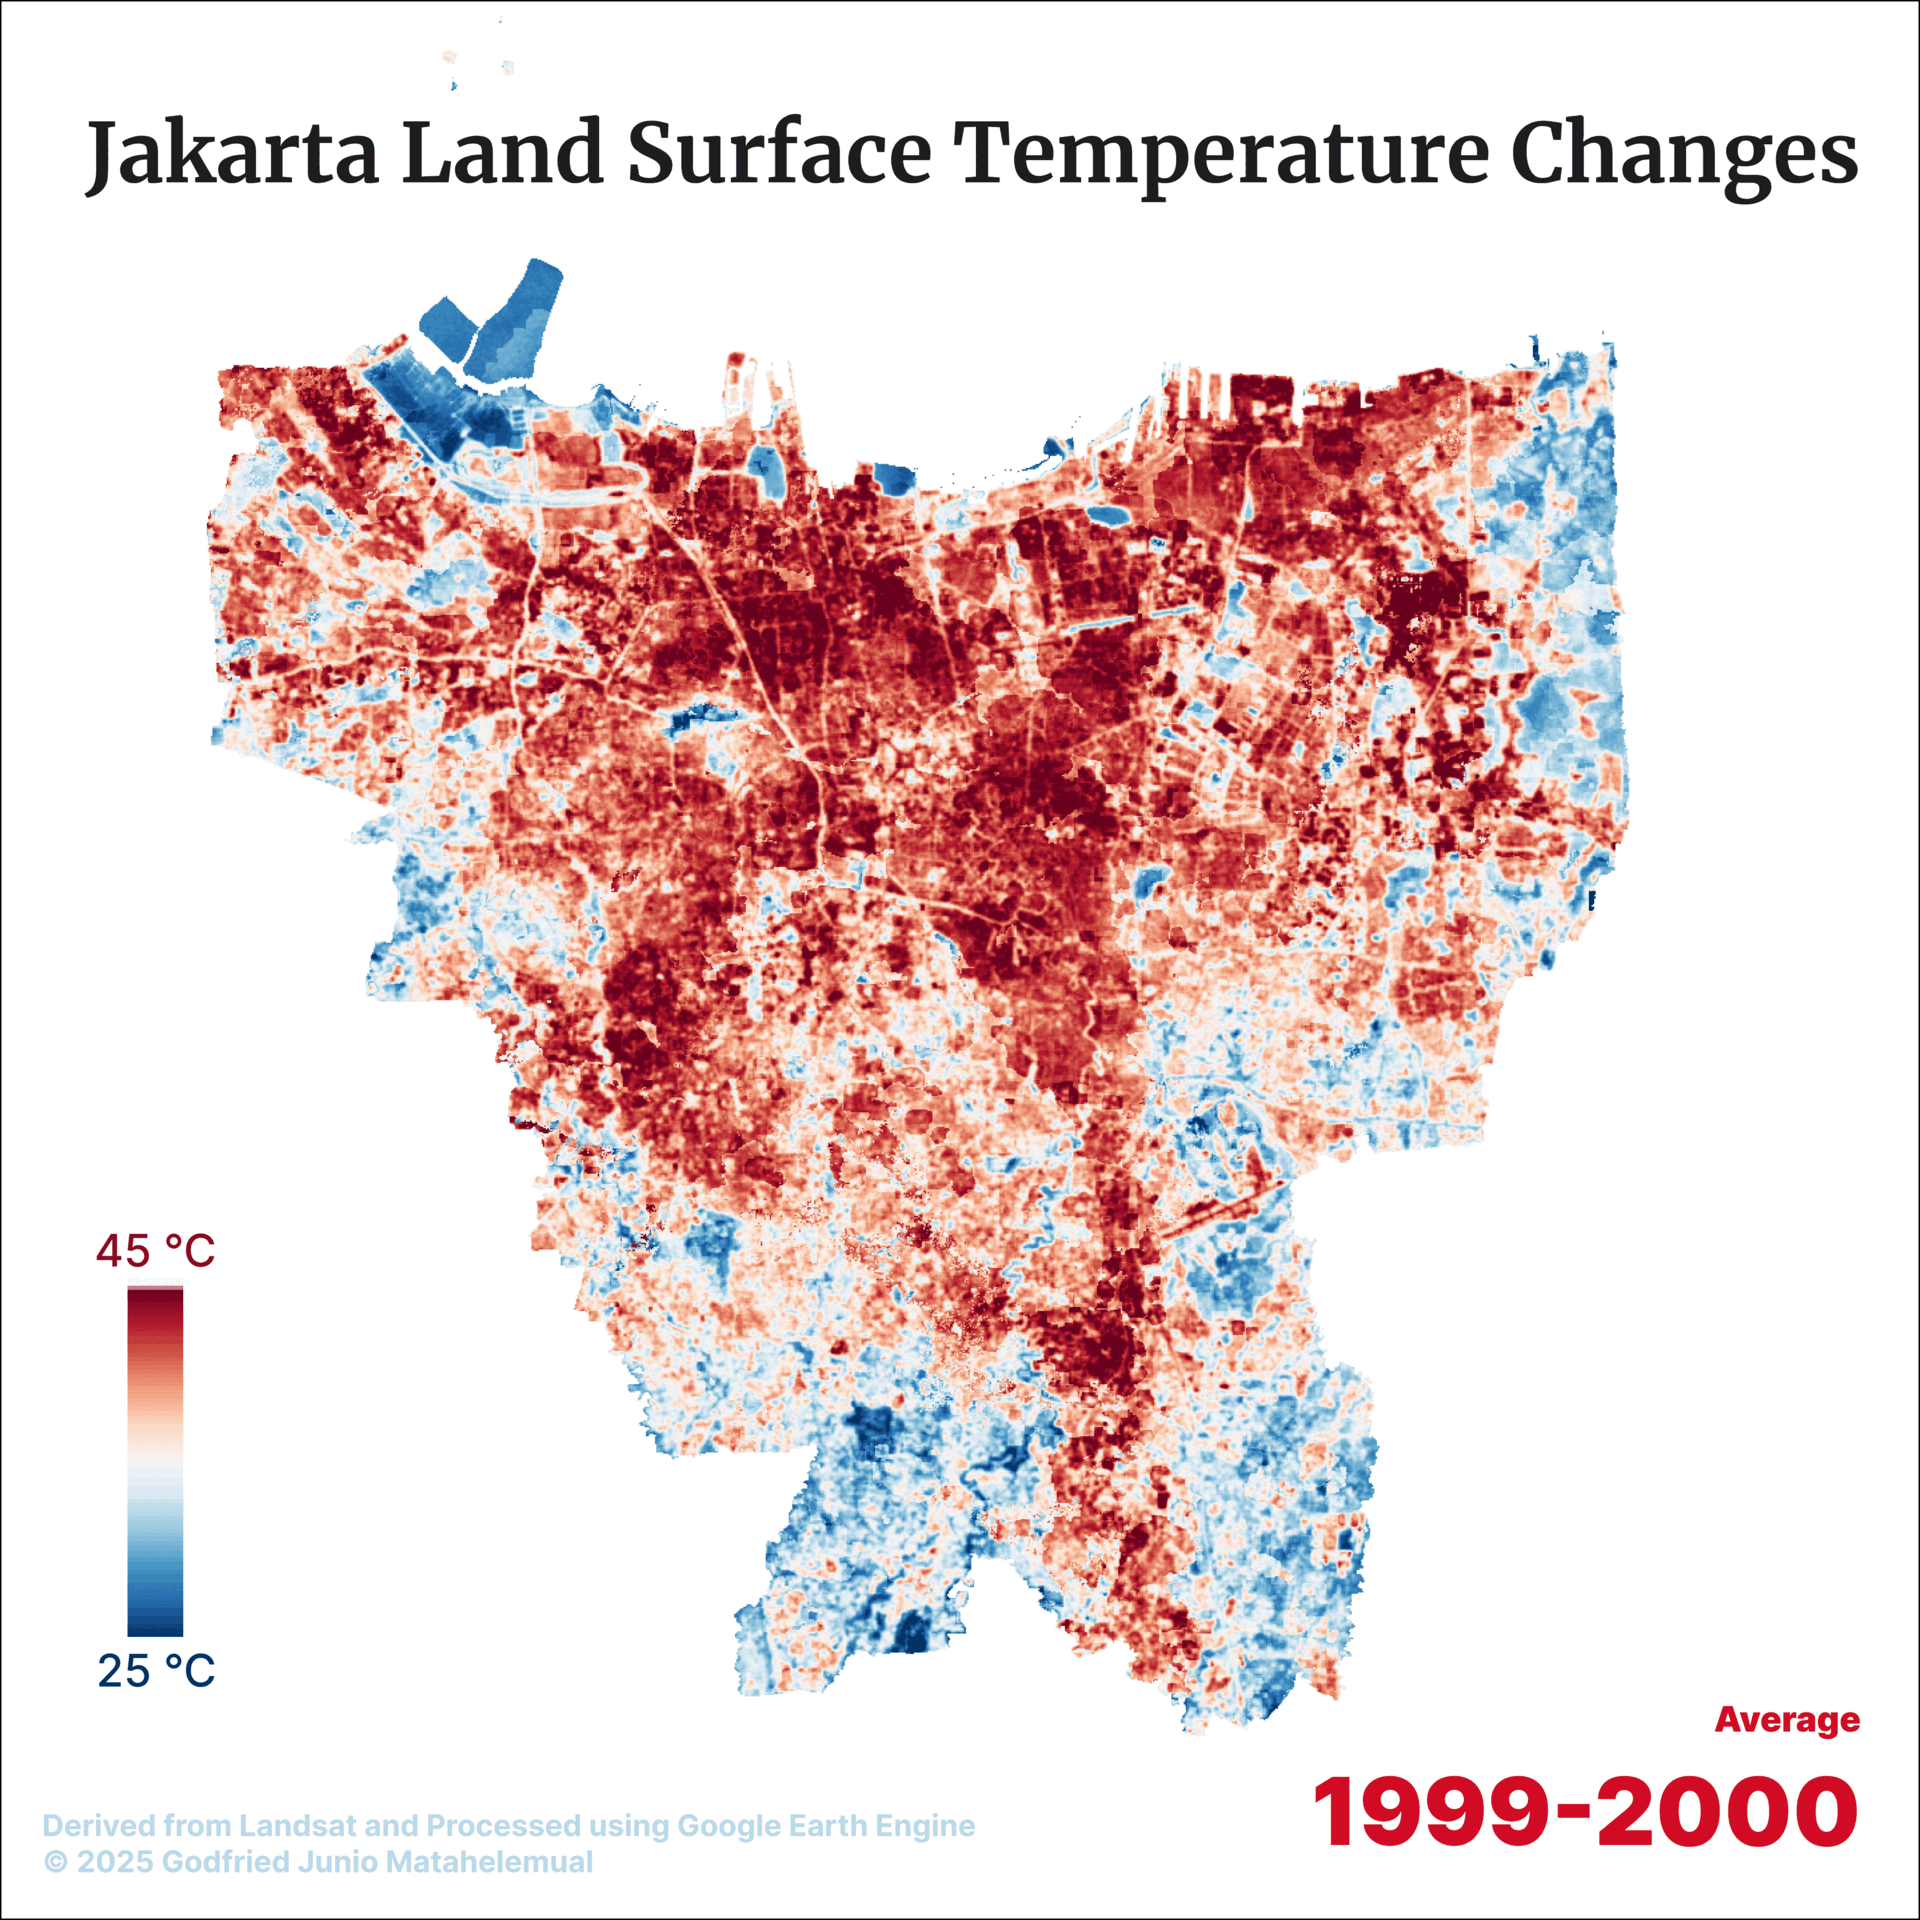 Jakarta Land Surface Temperature Changes
45 °C
25 °C
Average
1999-2000
Derived from Landsat and Processed using Google Earth Engine
© 2025 Godfried Junio Matahelemual